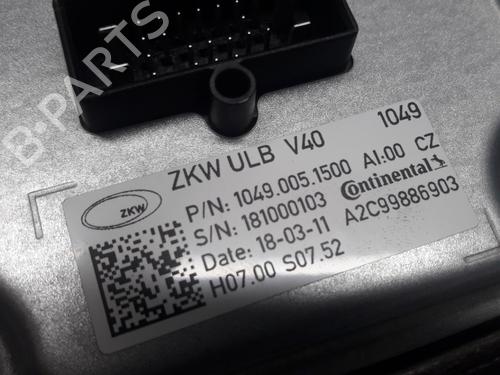 B-PARTS
ZKW ULB V40 1049
ZKW
P/N: 1049.005.1500 AI:00 CZ
S/N: 181000103 Continental
Date: 18-03-11 A2C99886903
H07.00 S07.52